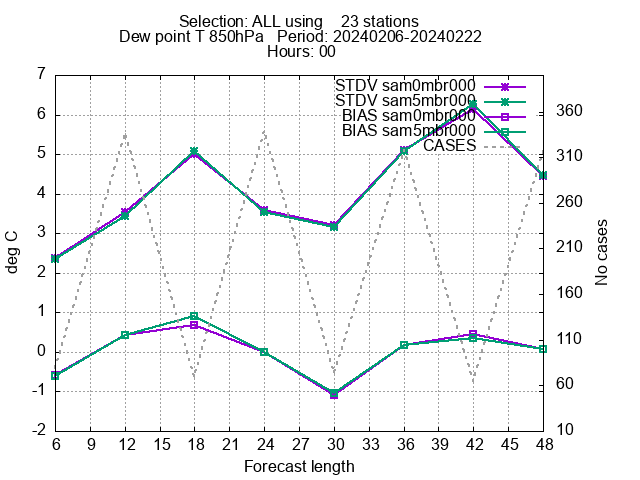 Selection: ALL using    23 stations
Dew point T 850hPa   Period: 20240206-20240222
Hours: 00
STDV sam0mbr000
STDV sam5mbr000
BIAS sam0mbr000
BIAS sam5mbr000
CASES
deg C
7
6
5
4
3
2
1
0
-1
-2
360
310
260
210
160
110
60
10
No cases
6 9 12 15 18 21 24 27 30 33 36 39 42 45 48
Forecast length